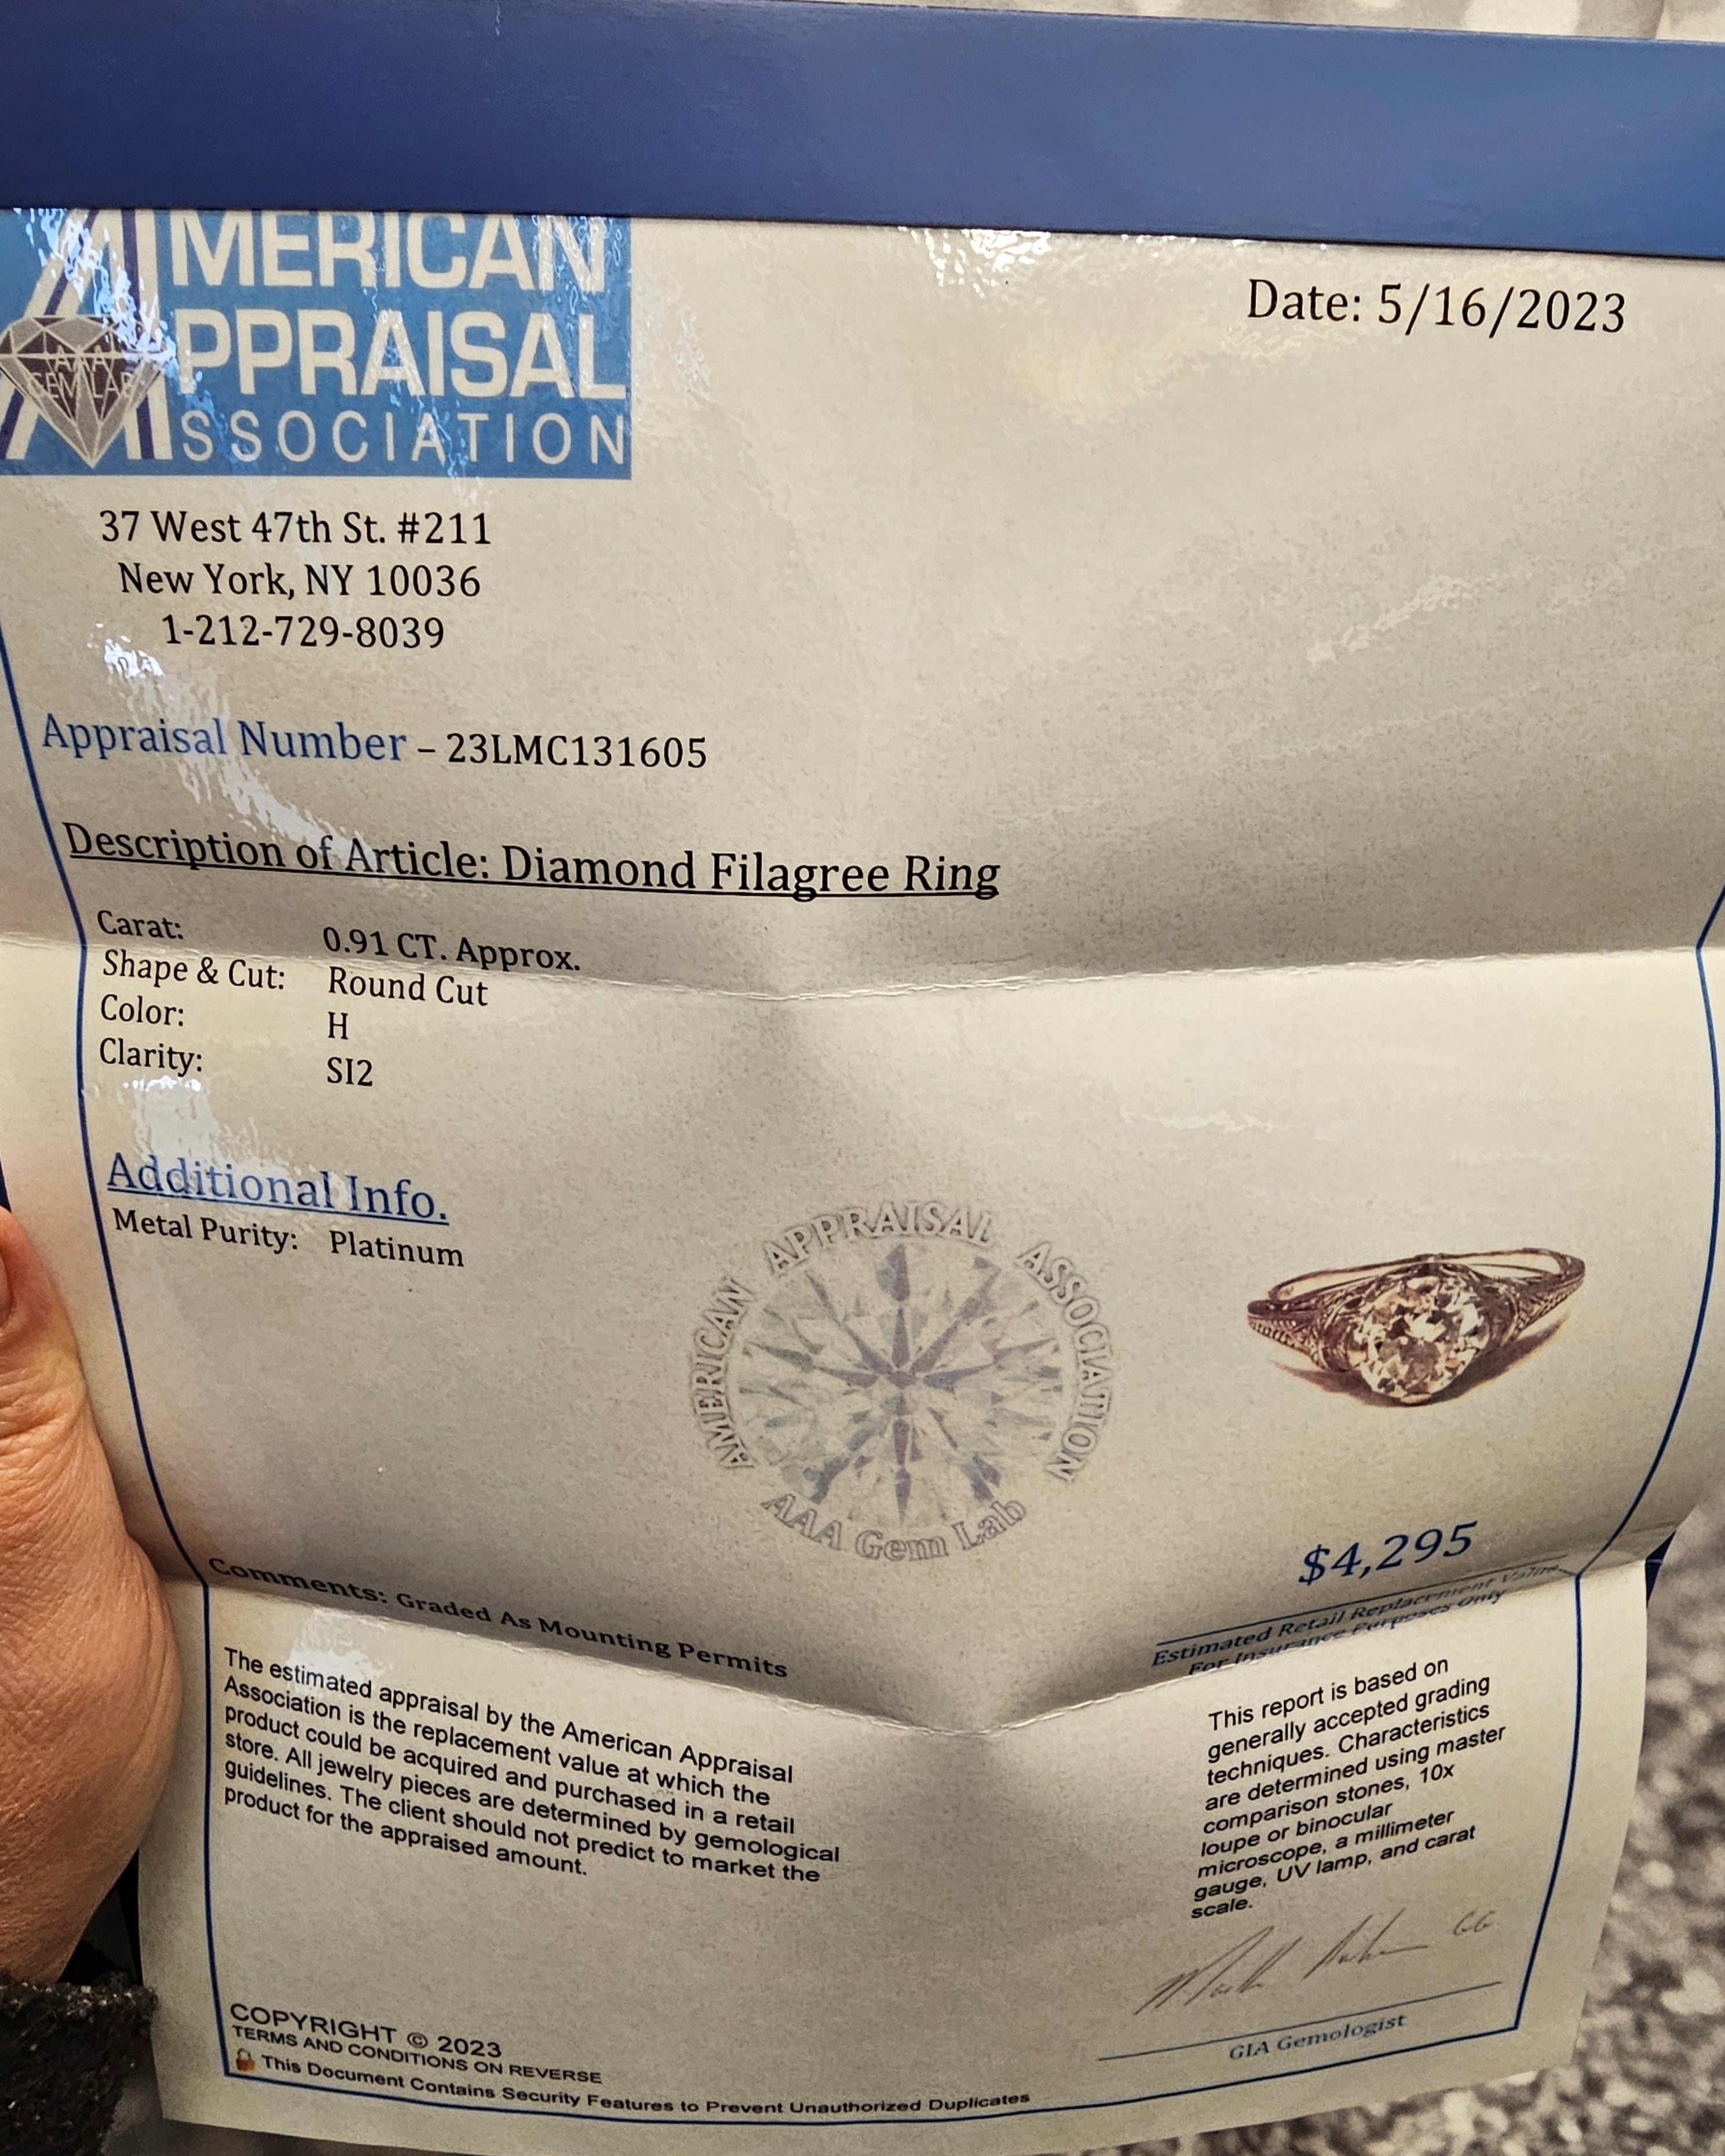 AMERICAN
APPRAISAL
ASSOCIATION
AAA
GEM LAB
Date: 5/16/2023
37 West 47th St. #211
New York, NY 10036
1-212-729-8039
Appraisal Number – 23LMC131605
Description of Article: Diamond Filagree Ring
Carat: 0.91 CT. Approx.
Shape & Cut: Round Cut
Color: H
Clarity: SI2
Additional Info.
Metal Purity: Platinum
AMERICAN APPRAISAL ASSOCIATION
AAA Gem Lab
$4,295
Estimated Retail Replacement Value
For Insurance Purposes Only
Comments: Graded As Mounting Permits
The estimated appraisal by the American Appraisal
Association is the replacement value at which the
product could be acquired and purchased in a retail
store. All jewelry pieces are determined by gemological
guidelines. The client should not predict to market the
product for the appraised amount.
This report is based on
generally accepted grading
techniques. Characteristics
are determined using master
comparison stones, 10x
loupe or binocular
microscope, a millimeter
gauge, UV lamp, and carat
scale.
GG
GIA Gemologist
COPYRIGHT © 2023
TERMS AND CONDITIONS ON REVERSE
This Document Contains Security Features to Prevent Unauthorized Duplicates